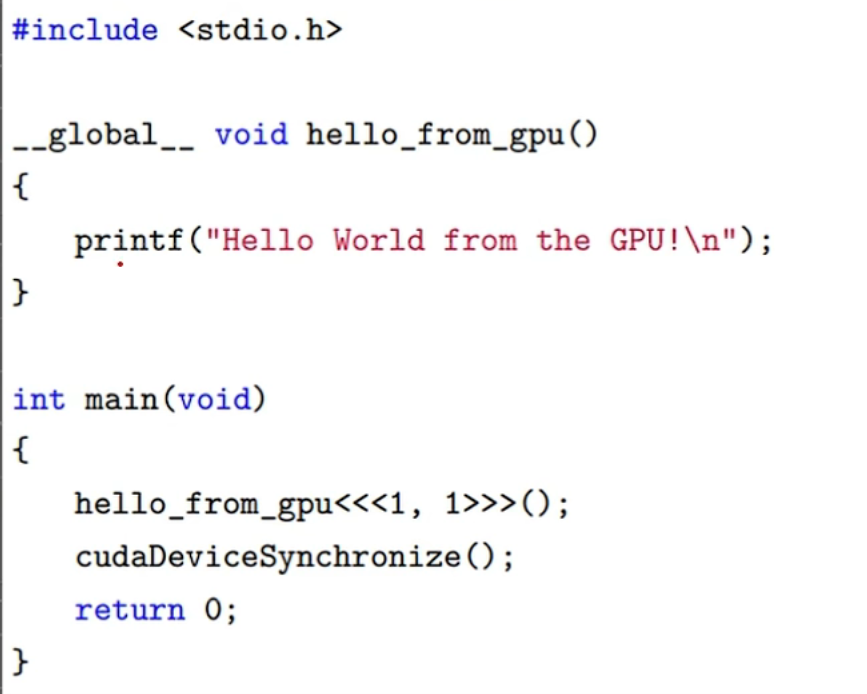 #include <stdio.h>
__global__ void hello_from_gpu()
{
    printf("Hello World from the GPU!\n");
}
int main(void)
{
    hello_from_gpu<<<1, 1>>>();
    cudaDeviceSynchronize();
    return 0;
}